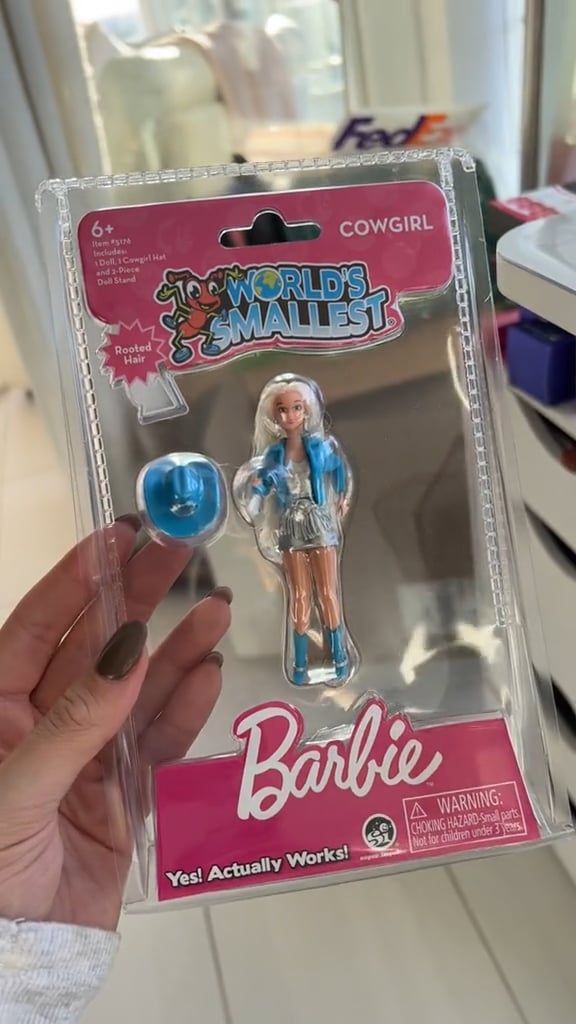 FedEx
6+
COWGIRL
Item #5176
Includes:
1 Doll, 1 Cowgirl Hat
and 2-Piece
Doll Stand
WORLD'S
SMALLEST
Rooted
Hair
Barbie
WARNING:
CHOKING HAZARD-Small parts
Not for children under 3 years.
Yes! Actually Works!